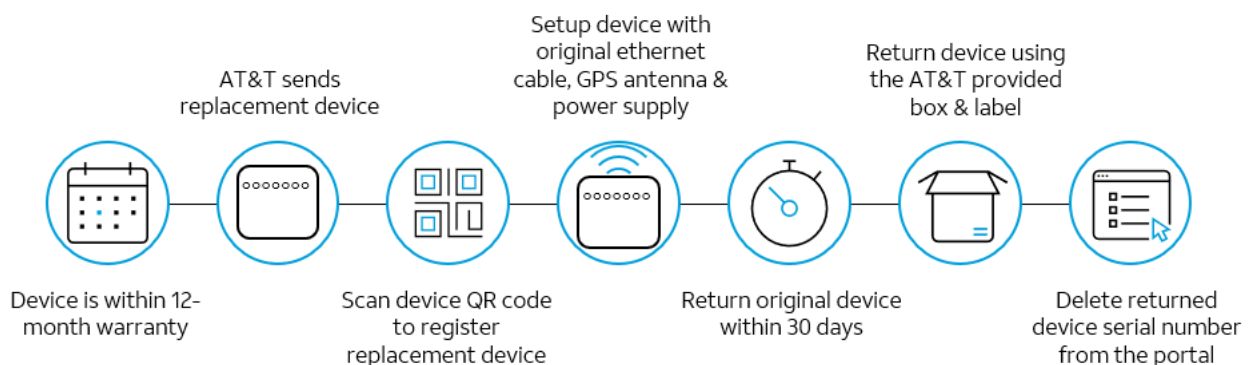 Device is within 12-
month warranty
AT&T sends
replacement device
Scan device QR code
to register
replacement device
Setup device with
original ethernet
cable, GPS antenna &
power supply
Return original device
within 30 days
Return device using
the AT&T provided
box & label
Delete returned
device serial number
from the portal